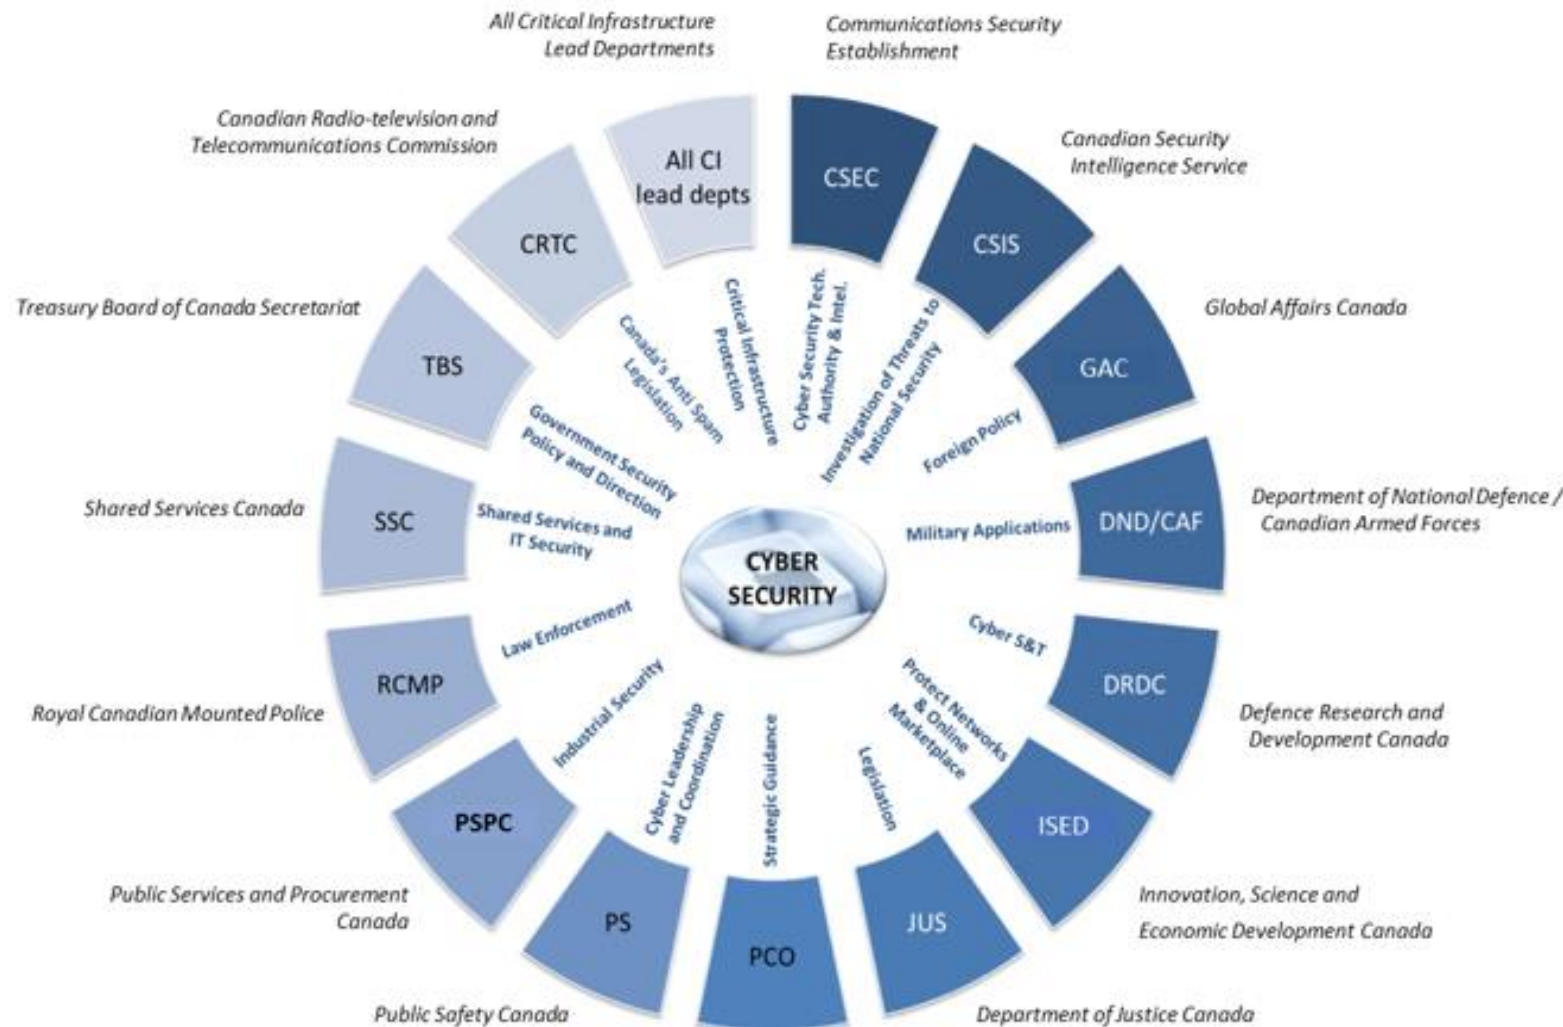 All Critical Infrastructure
Lead Departments
Communications Security
Establishment
Canadian Radio-television and
Telecommunications Commission
Canadian Security
Intelligence Service
Treasury Board of Canada Secretariat
Global Affairs Canada
Shared Services Canada
Department of National Defence /
Canadian Armed Forces
Royal Canadian Mounted Police
Defence Research and
Development Canada
Public Services and Procurement
Canada
Innovation, Science and
Economic Development Canada
Public Safety Canada
Department of Justice Canada
All CI
lead depts
CSEC
CSIS
GAC
DND/CAF
DRDC
ISED
JUS
PCO
PS
PSPC
RCMP
SSC
TBS
CRTC
Critical Infrastructure
Protection
Cyber Security Tech.
Authority & Intel.
Investigation of Threats to
National Security
Foreign Policy
Military Applications
Cyber S&T
Protect Networks
& Online
Marketplace
Legislation
Strategic Guidance
Cyber Leadership
and Coordination
Industrial Security
Law Enforcement
Shared Services and
IT Security
Government Security
Policy and Direction
Canada's Anti Spam
Legislation
CYBER
SECURITY